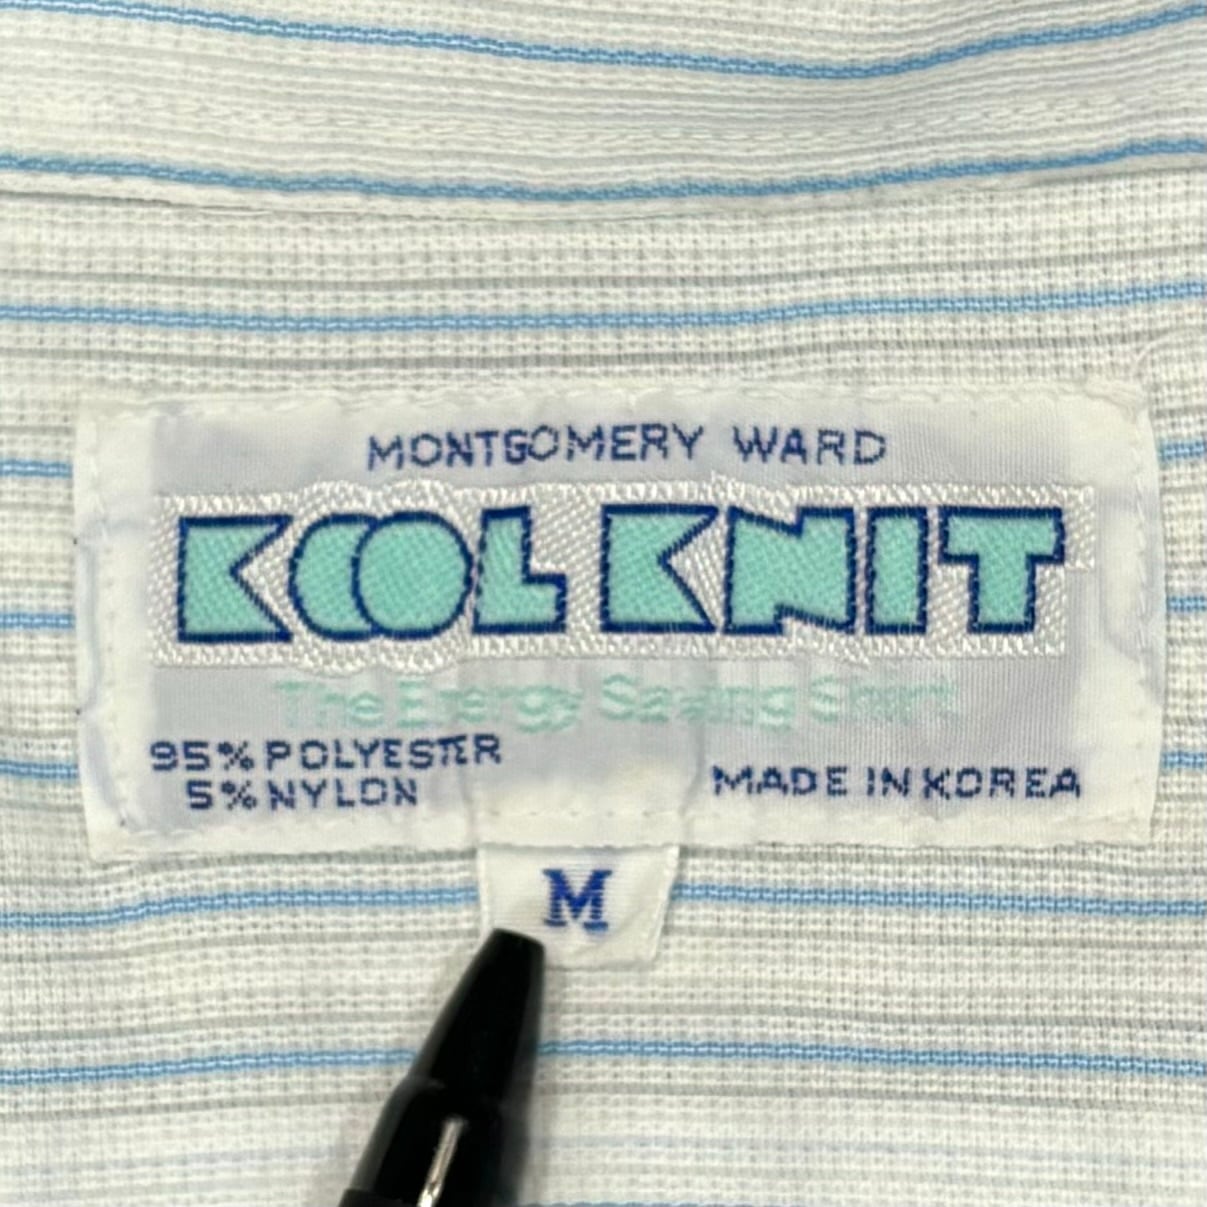 MONTGOMERY WARD
KOOL KNIT
The Energy Saving Shirt
95% POLYESTER
5% NYLON
MADE IN KOREA
M